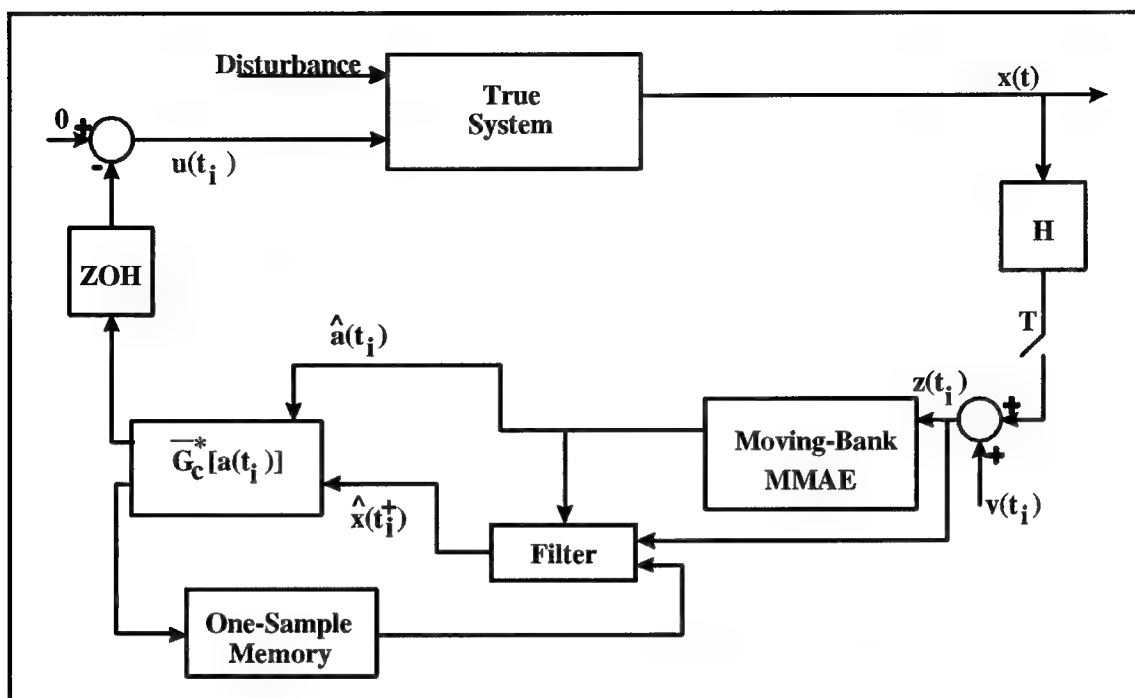 Disturbance
True
System
x(t)
0
+
-
u(t_i)
H
ZOH
T
â(t_i)
z(t_i)
+
+
v(t_i)
Moving-Bank
MMAE
G̅_c^*[a(t_i)]
x̂(t_i^+)
Filter
One-Sample
Memory